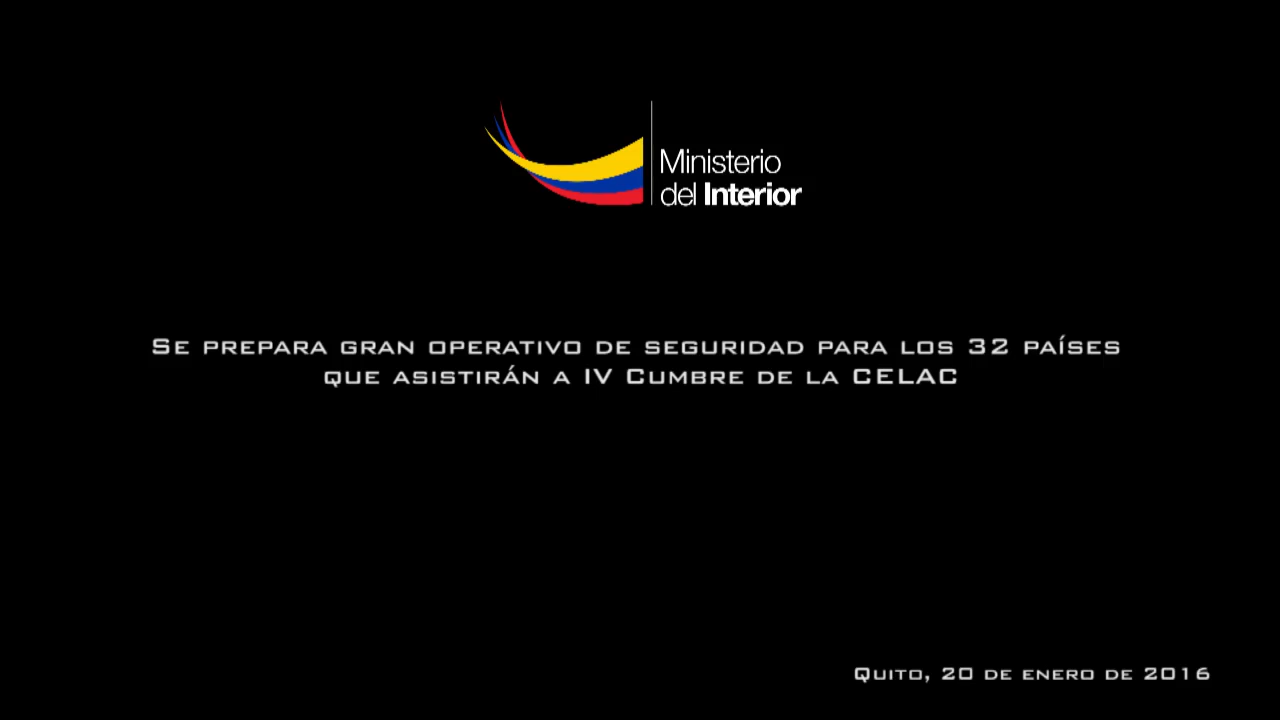 Ministerio
del Interior
Se prepara gran operativo de seguridad para los 32 países
que asistirán a IV Cumbre de la CELAC
Quito, 20 de enero de 2016